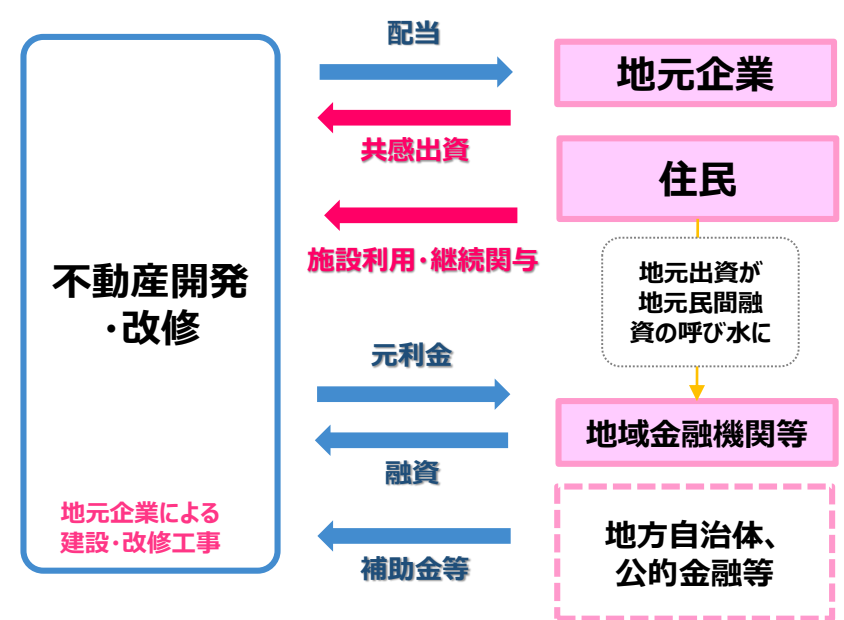 配当
地元企業
共感出資
住民
施設利用・継続関与
不動産開発
・改修
地元出資が
地元民間融
資の呼び水に
元利金
地域金融機関等
融資
地元企業による
建設・改修工事
地方自治体、
公的金融等
補助金等